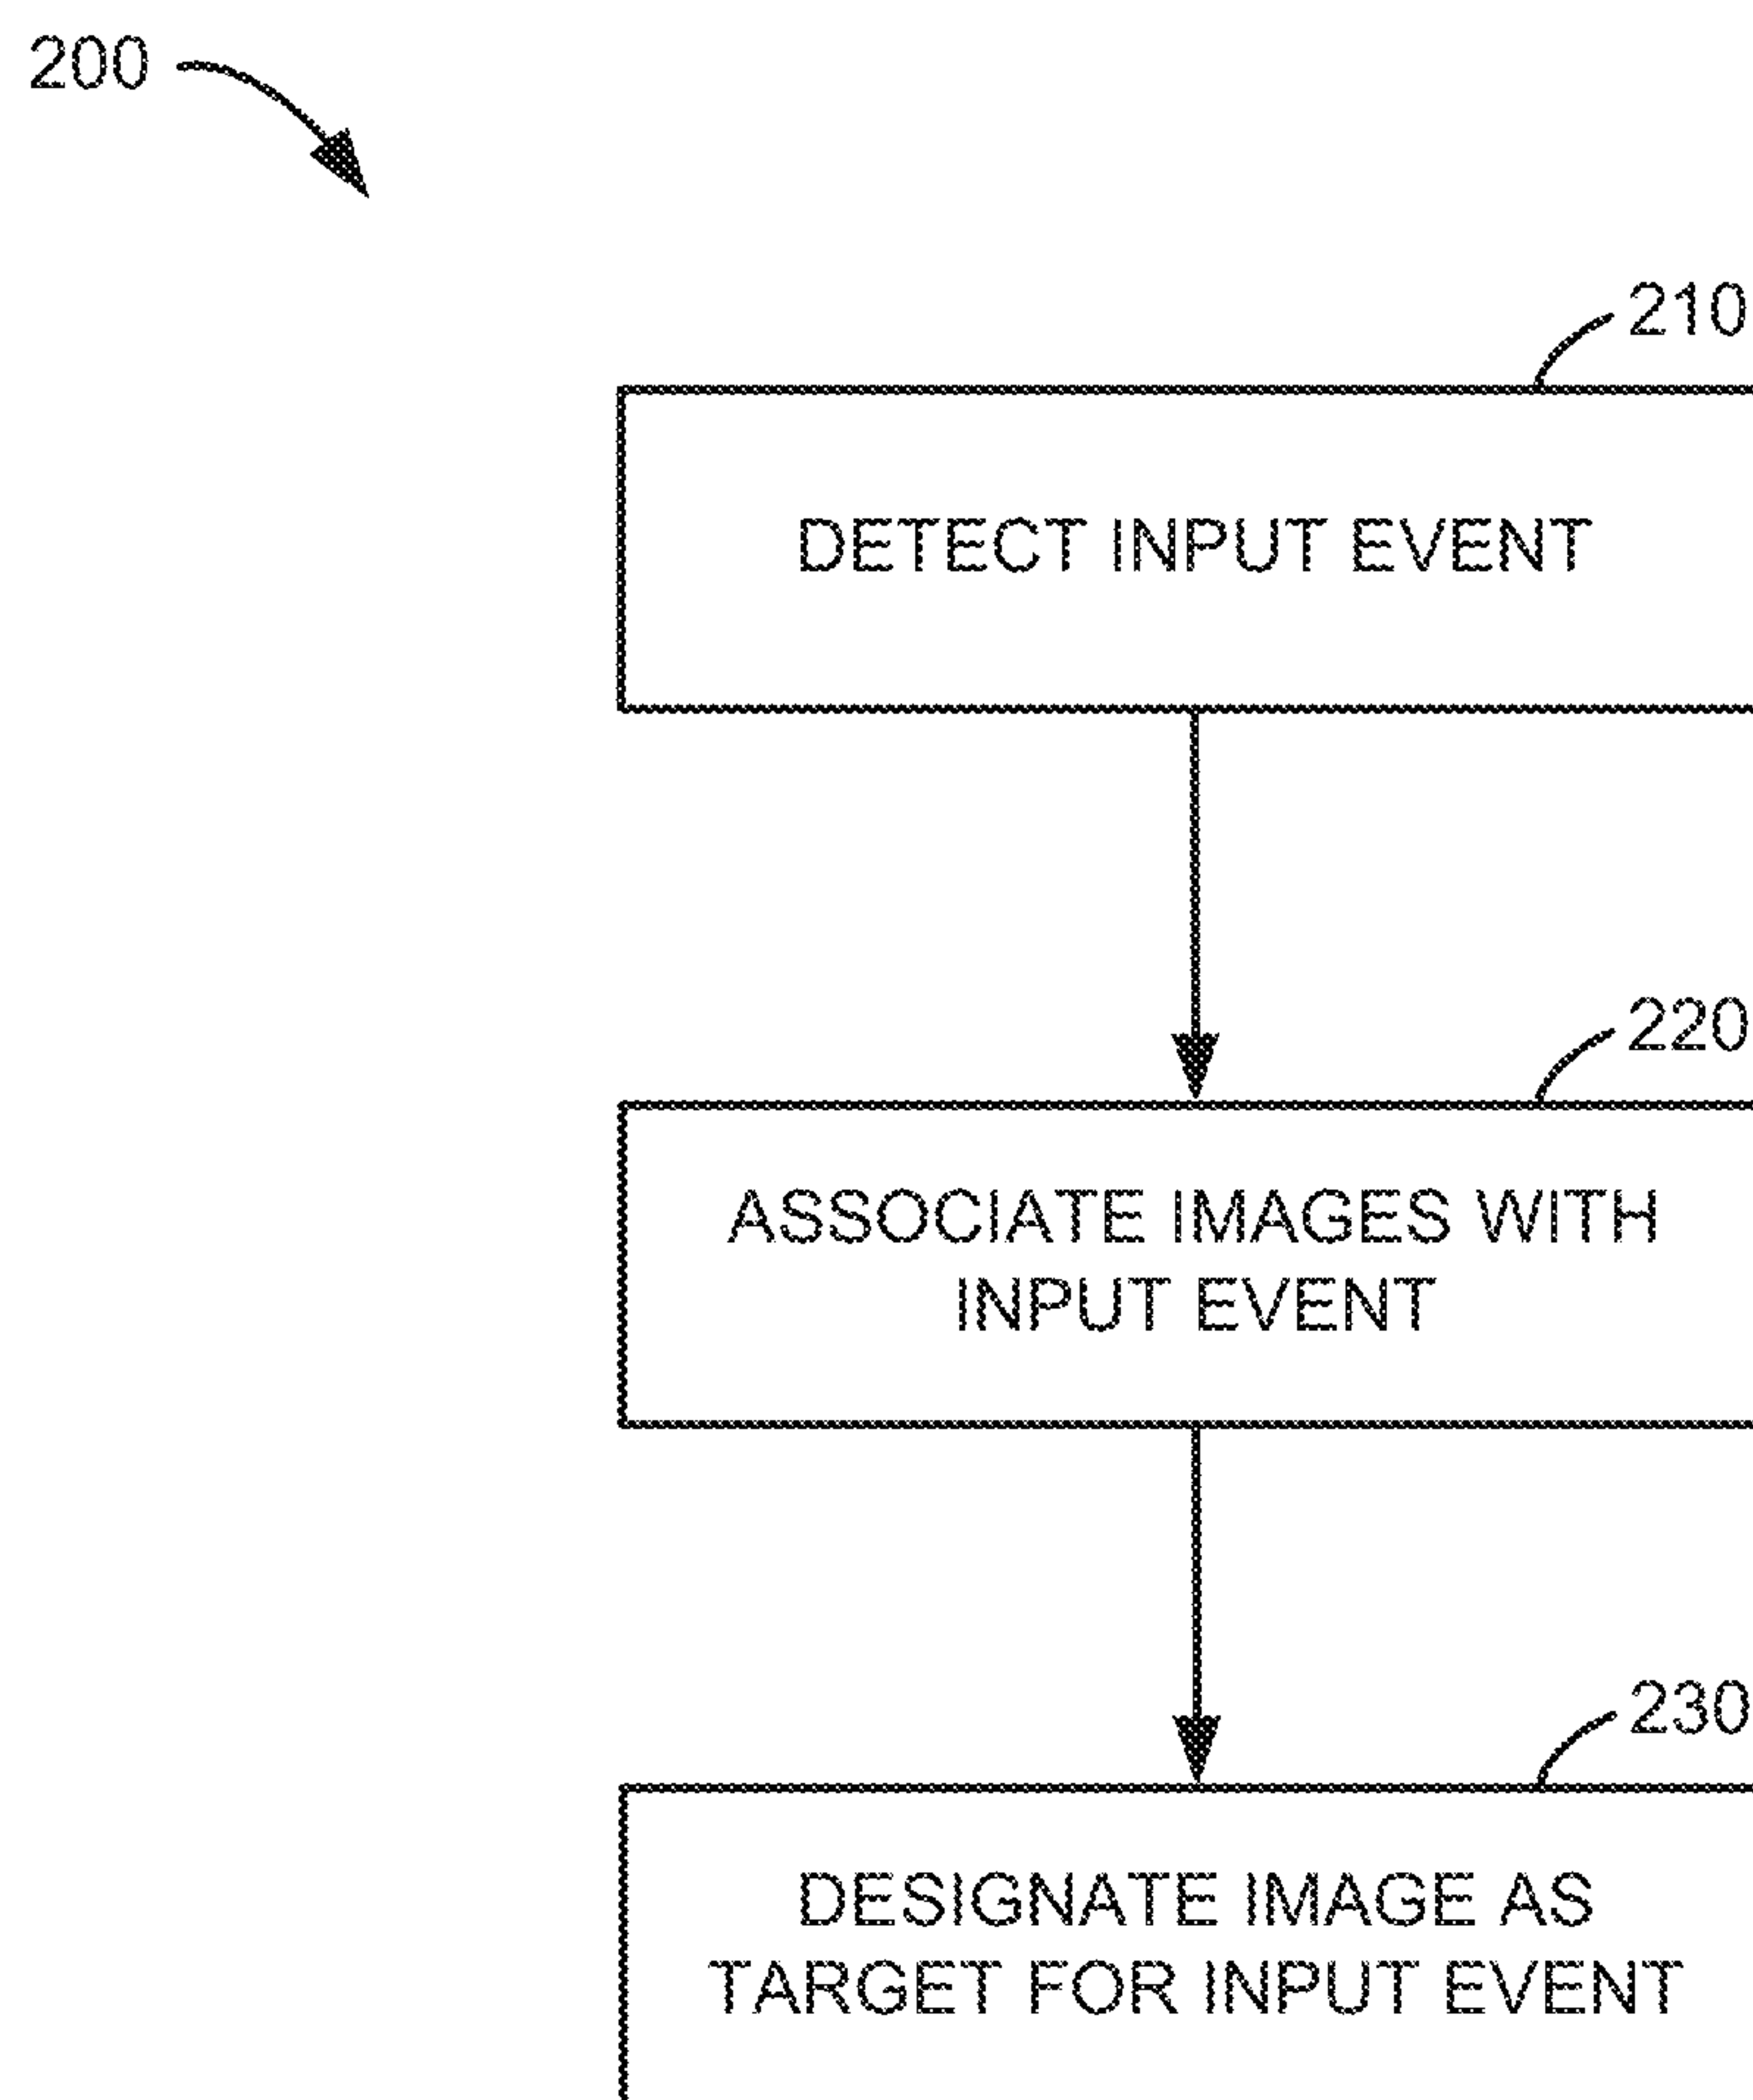 200
210
DETECT INPUT EVENT
220
ASSOCIATE IMAGES WITH
INPUT EVENT
230
DESIGNATE IMAGE AS
TARGET FOR INPUT EVENT